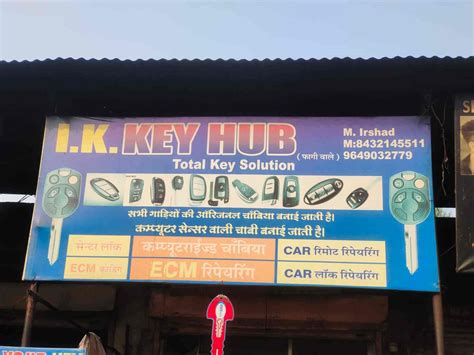 I.K. KEY HUB
( फागी वाले )
Total Key Solution
M. Irshad
M:8432145511
9649032779
सभी गाड़ियो की ऑरिजनल चाबियां बनाई जाती है।
कम्प्यूटर सेन्सर वाली चाबी बनाई जाती है।
सेन्टर लॉक
कम्प्यूटराईज्ड चाँबिया
CAR रिमोट रिपेयरिंग
ECM कोडिंग
ECM रिपेयरिंग
CAR लॉक रिपेयरिंग